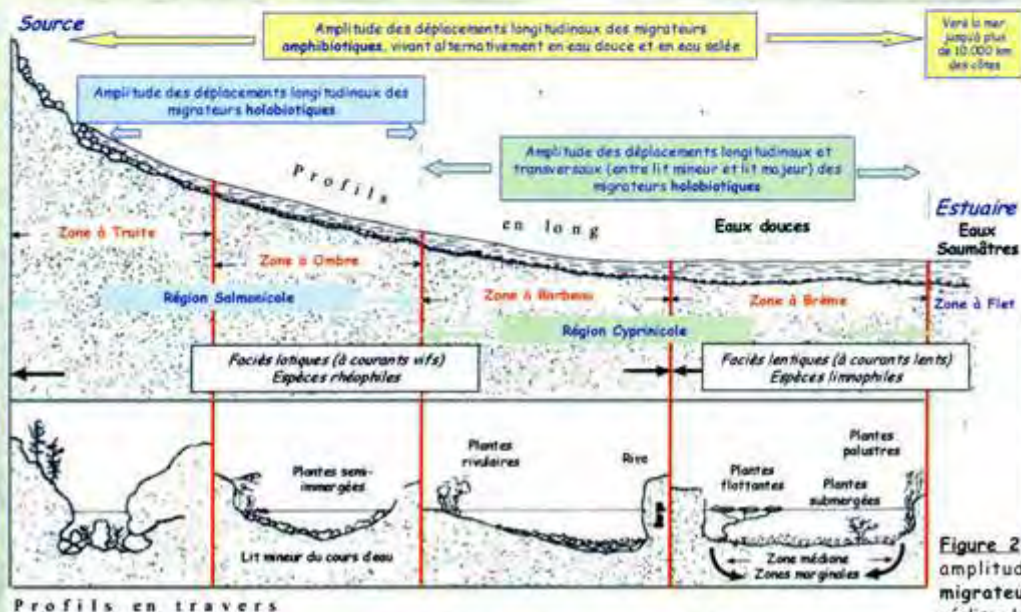 Source
Amplitude des déplacements longitudinaux des migrateurs
amphibiotiques, vivant alternativement en eau douce et en eau salée
Vers la mer
jusqu'à plus
de 10.000 km
des côtes
Amplitude des déplacements longitudinaux des
migrateurs holobiotiques
Amplitude des déplacements longitudinaux et
transversaux (entre lit mineur et lit majeur) des
migrateurs holobiotiques
Profils
en long
Eaux douces
Estuaire
Eaux
Saumâtres
Zone à Truite
Zone à Ombre
Zone à Barbeau
Zone à Brème
Zone à Flet
Région Salmonicole
Région Cyprinicole
Faciès lotiques (à courants vifs)
Espèces rhéophiles
Faciès lentiques (à courants lents)
Espèces limnophiles
Plantes semi-
immergées
Lit mineur du cours d'eau
Plantes
rivulaires
Rive
Berge
Plantes
flottantes
Plantes
submergées
Plantes
palustres
Zone médiane
Zones marginales
Profils en travers
Figure 2
amplitud
migrateu